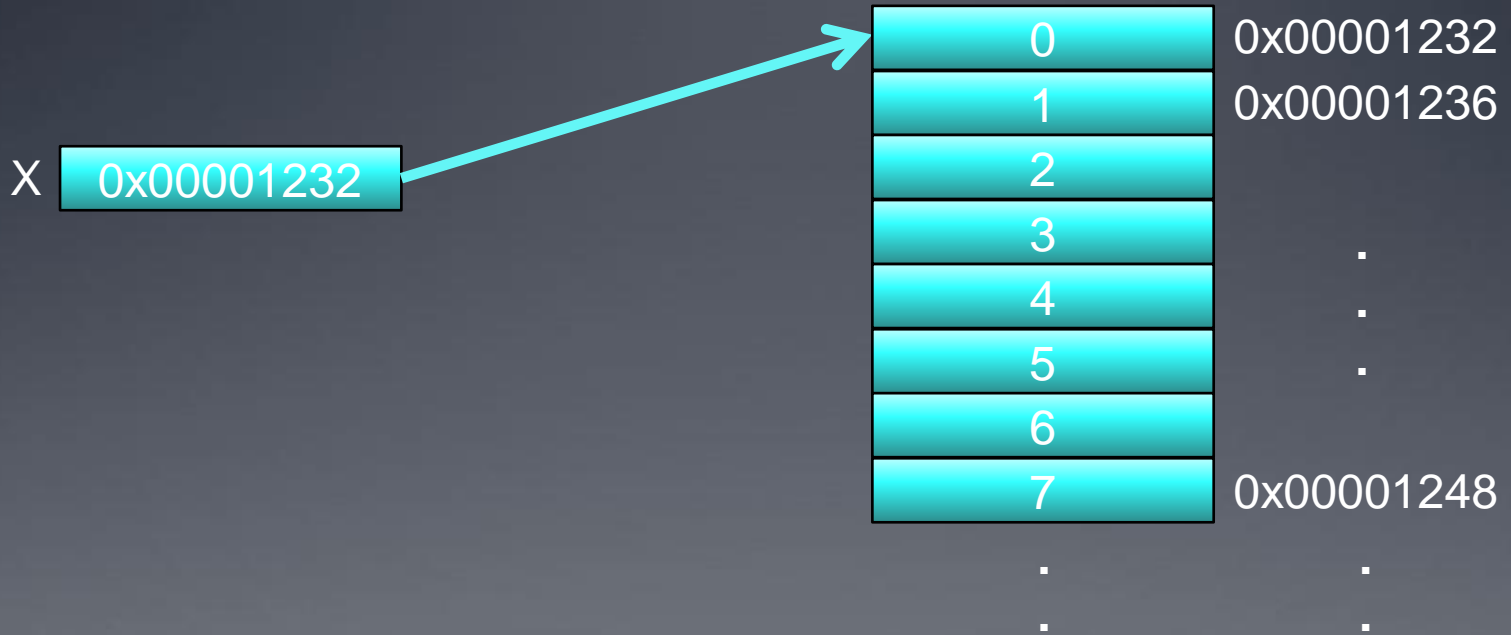 0 0x00001232
1 0x00001236
X 0x00001232
2
3 .
4 .
5 .
6
7 0x00001248
. .
. .